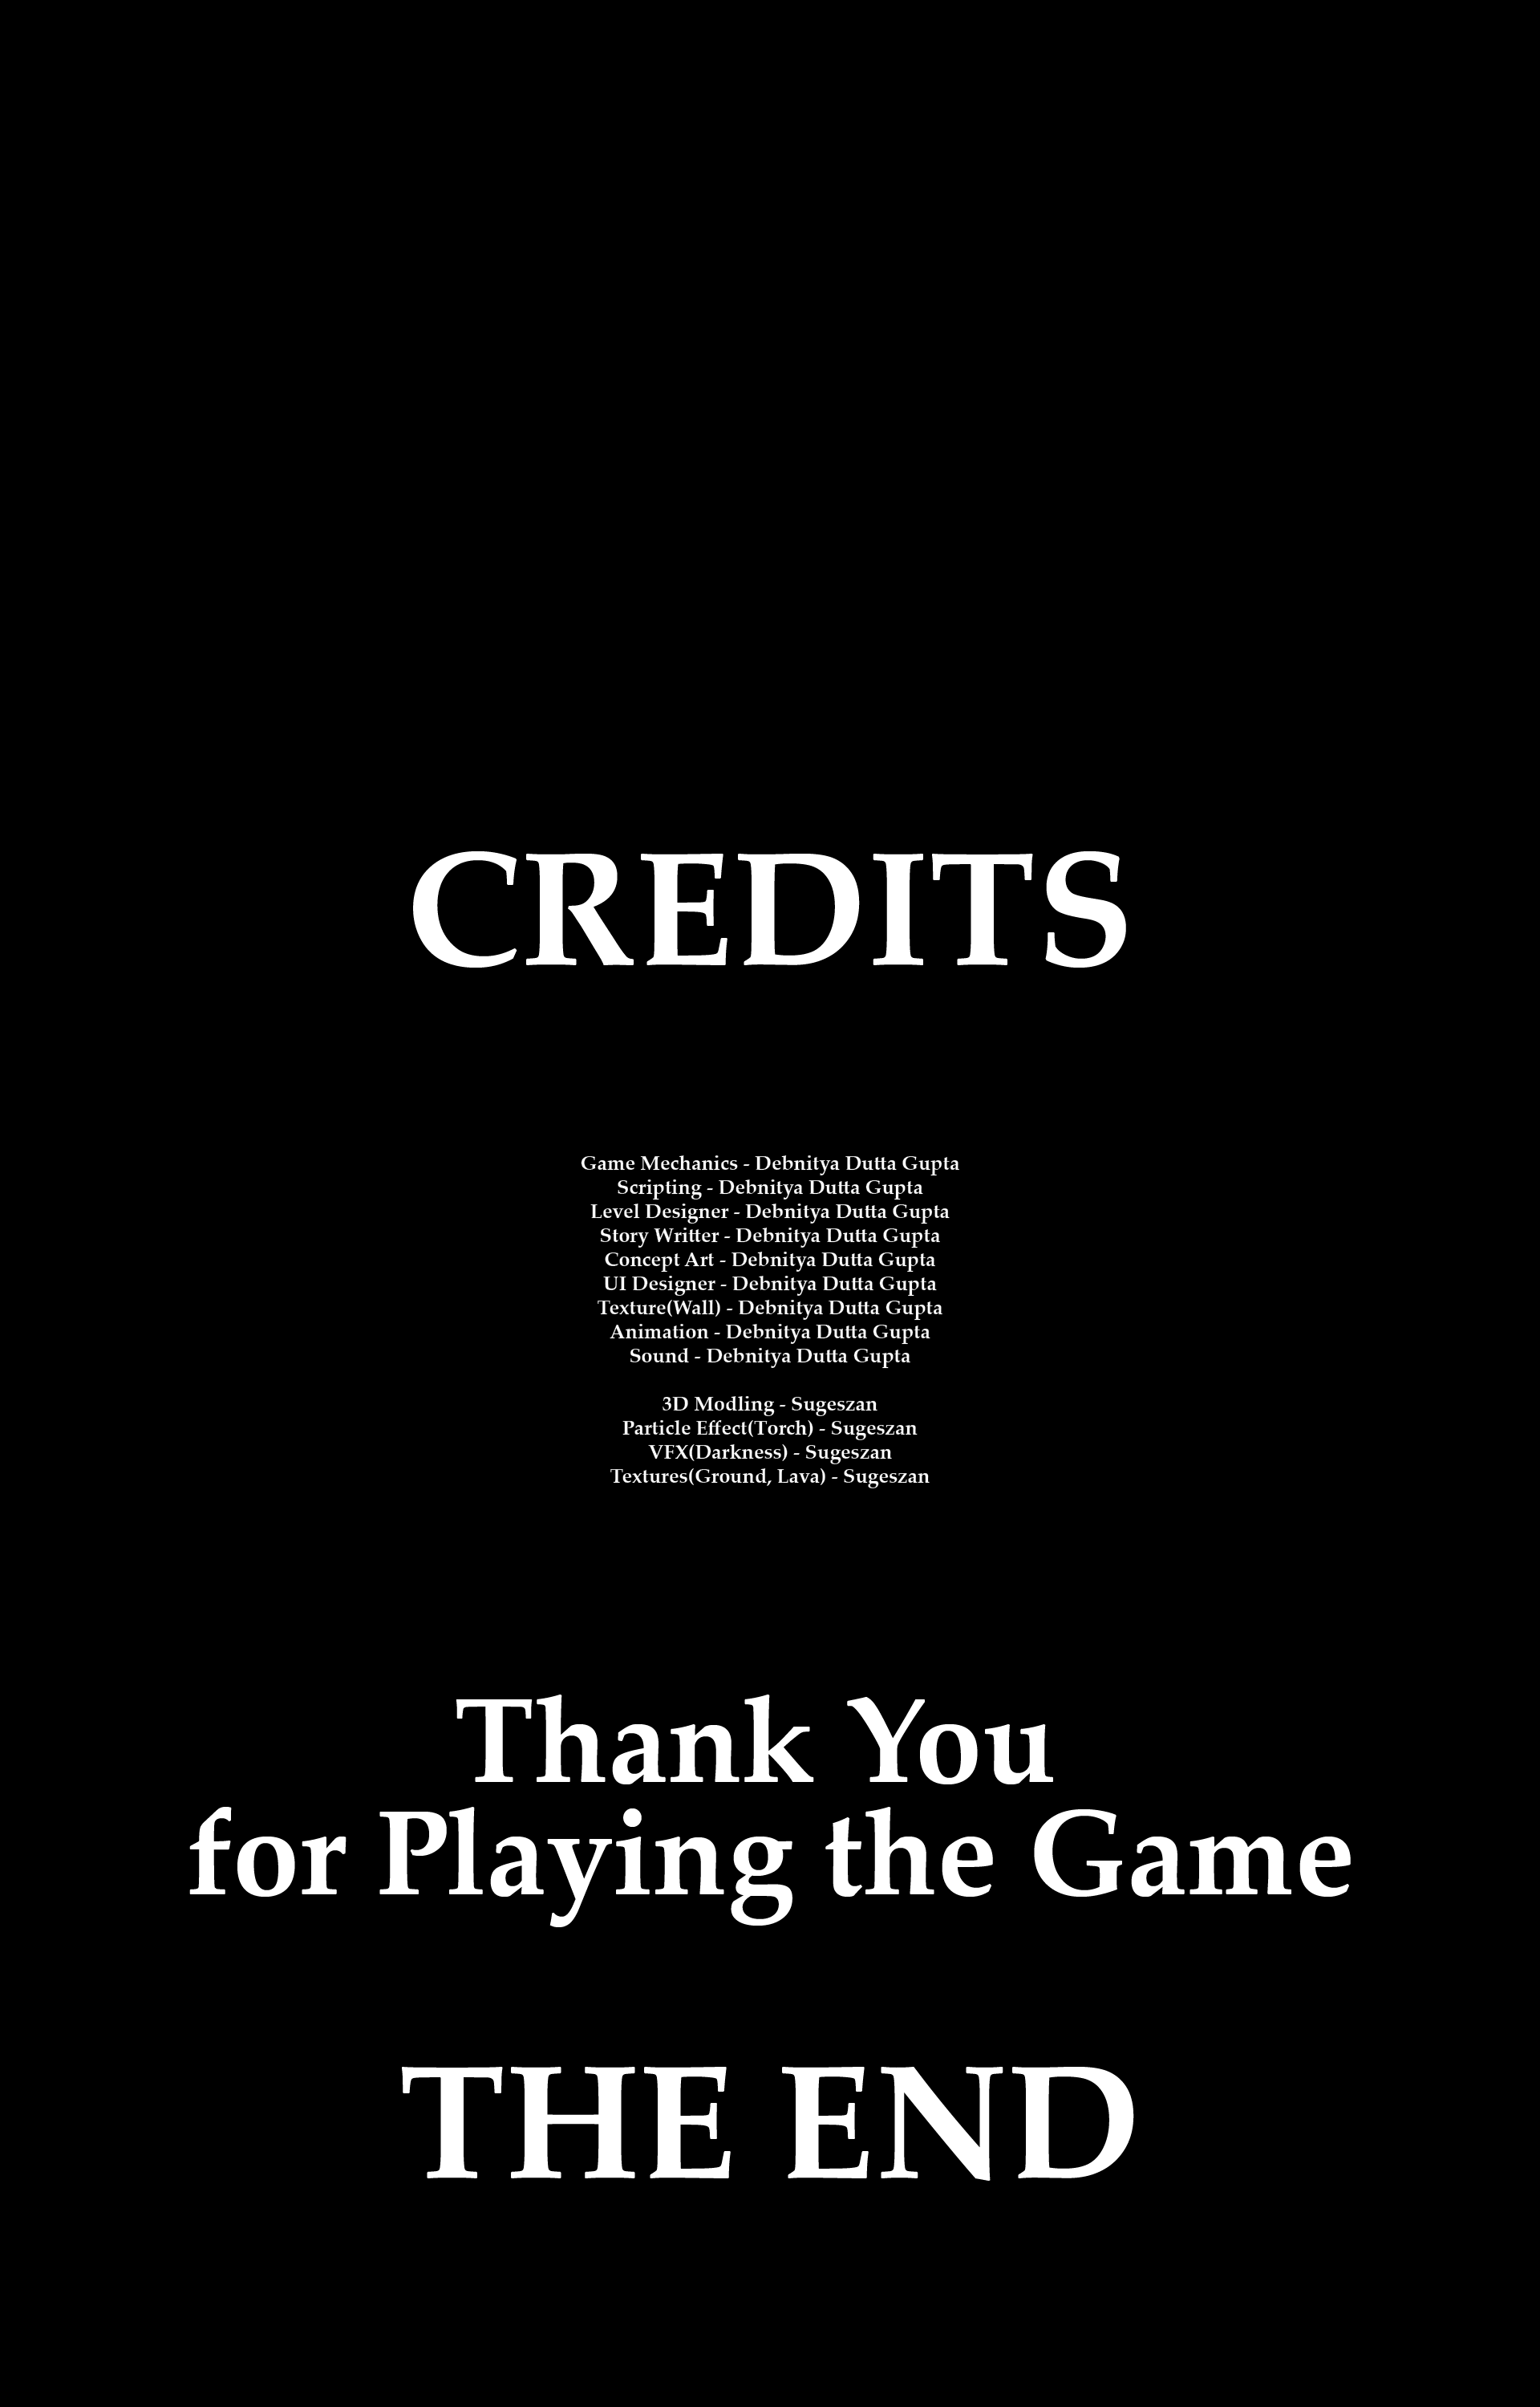 CREDITS
Game Mechanics - Debnitya Dutta Gupta
Scripting - Debnitya Dutta Gupta
Level Designer - Debnitya Dutta Gupta
Story Writter - Debnitya Dutta Gupta
Concept Art - Debnitya Dutta Gupta
UI Designer - Debnitya Dutta Gupta
Texture(Wall) - Debnitya Dutta Gupta
Animation - Debnitya Dutta Gupta
Sound - Debnitya Dutta Gupta
3D Modling - Sugeszan
Particle Effect(Torch) - Sugeszan
VFX(Darkness) - Sugeszan
Textures(Ground, Lava) - Sugeszan
Thank You
for Playing the Game
THE END